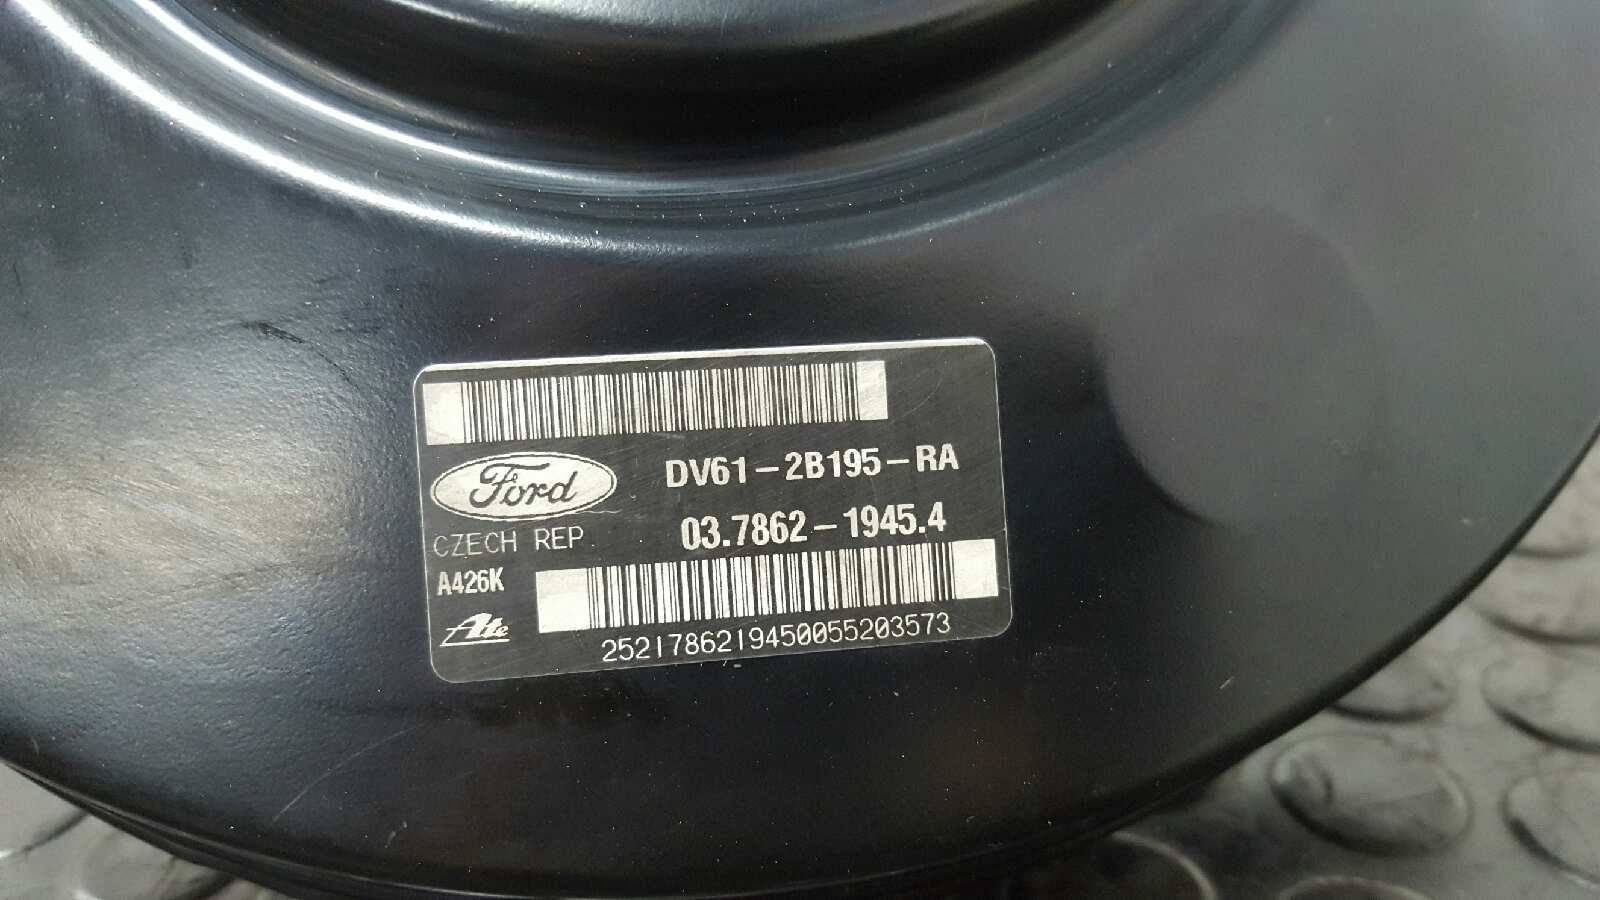 Ford
DV61-2B195-RA
CZECH REP.
03.7862-1945.4
A426K
Ate
2521786219450055203573